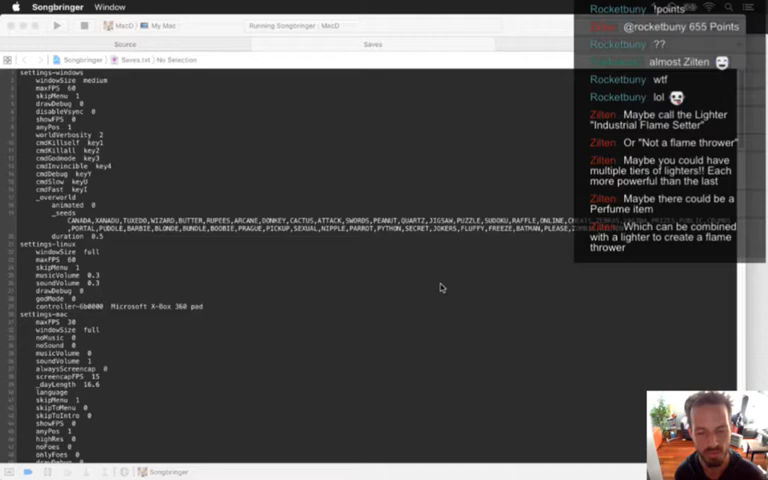 Songbringer Window
MacD My Mac
Running Songbringer : MacD
Source
Saves
Songbringer Saves.txt No Selection
settings-windows
windowSize medium
maxFPS 60
skipMenu 1
drawDebug 0
disableVsync 0
showFPS 0
anyPos 1
worldVerbosity 2
cmdKillself key1
cmdKillall key2
cmdGodmode key3
cmdInvincible key4
cmdDebug keyY
cmdSlow keyU
cmdFast keyI
_overworld
animated 0
_seeds
CANADA,XANADU,TUXEDO,WIZARD,BUTTER,RUPEES,ARCANE,DONKEY,CACTUS,ATTACK,SWORDS,PEANUT,QUARTZ,JIGSAW,PUZZLE,SUDOKU,RAFFLE,ONLINE,
,PORTAL,PUDDLE,BARBIE,BLONDE,BUNDLE,BOOBIE,PRAGUE,PICKUP,SEXUAL,NIPPLE,PARROT,PYTHON,SECRET,JOKERS,FLUFFY,FREEZE,BATMAN,PLEASE,
duration 0.5
settings-linux
windowSize full
maxFPS 60
skipMenu 1
musicVolume 0.3
soundVolume 0.3
drawDebug 0
godMode 0
controller-6b0000 Microsoft X-Box 360 pad
settings-mac
maxFPS 30
windowSize full
noMusic 0
noSound 0
musicVolume 0
soundVolume 1
alwaysScreencap 0
screencapFPS 15
_dayLength 16.6
language
skipMenu 1
skipToMenu 0
skipToIntro 0
showFPS 0
anyPos 1
highRes 0
noFoes 0
onlyFoes 0
drawDebug 0
Songbringer
Rocketbuny !points
@rocketbuny 655 Points
Rocketbuny ??
almost Zilten
Rocketbuny wtf
Rocketbuny lol
Zilten Maybe call the Lighter
"Industrial Flame Setter"
Zilten Or "Not a flame thrower"
Zilten Maybe you could have
multiple tiers of lighters!! Each
more powerful than the last
Zilten Maybe there could be a
Perfume item
Zilten Which can be combined
with a lighter to create a flame
thrower